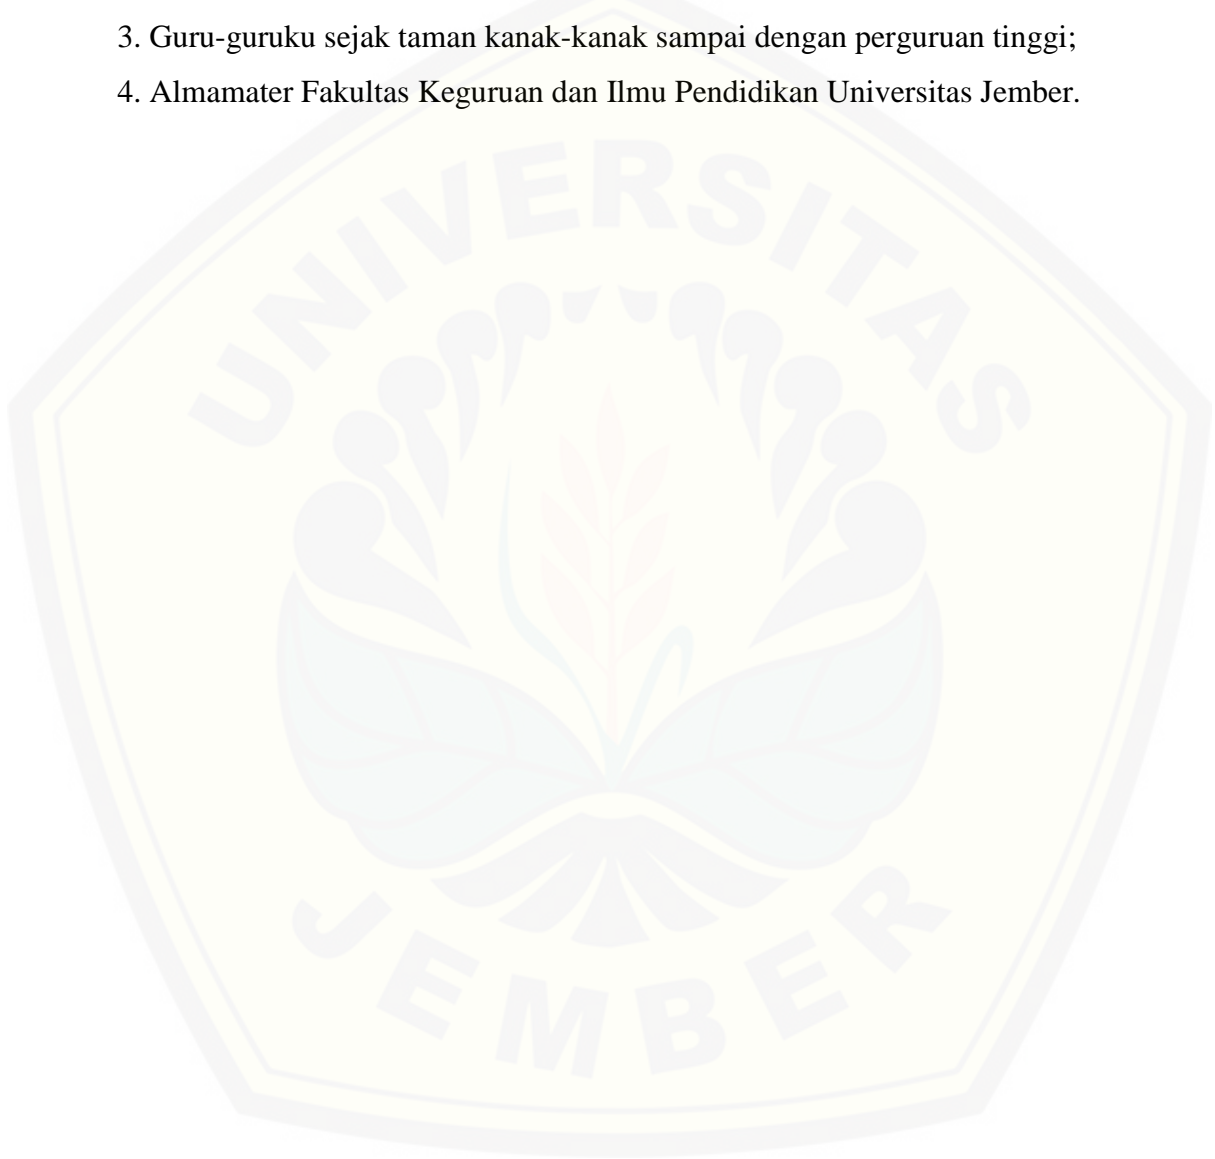 3. Guru-guruku sejak taman kanak-kanak sampai dengan perguruan tinggi;
4. Almamater Fakultas Keguruan dan Ilmu Pendidikan Universitas Jember.
UNIVERSITAS
JEMBER